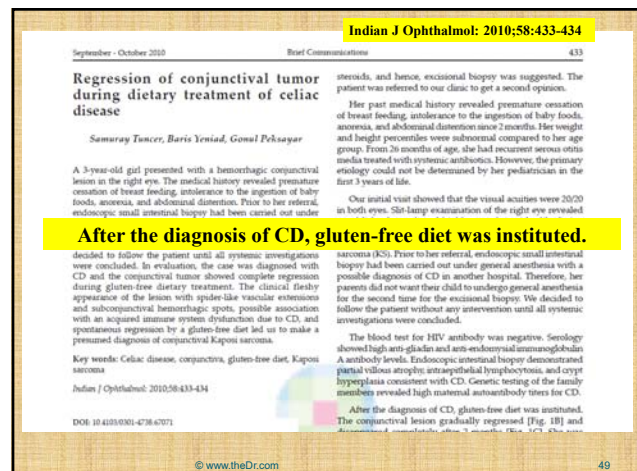 Indian J Ophthalmol: 2010;58:433-434
September - October 2010 Brief Communications 433
Regression of conjunctival tumor
during dietary treatment of celiac
disease
Samuray Tuncer, Baris Yeniad, Gonul Peksayar
A 3-year-old girl presented with a hemorrhagic conjunctival
lesion in the right eye. The medical history revealed premature
cessation of breast feeding, intolerance to the ingestion of baby
foods, anorexia, and abdominal distention. Prior to her referral,
endoscopic small intestinal biopsy had been carried out under
decided to follow the patient until all systemic investigations
were concluded. In evaluation, the case was diagnosed with
CD and the conjunctival tumor showed complete regression
during gluten-free dietary treatment. The clinical fleshy
appearance of the lesion with spider-like vascular extensions
and subconjunctival hemorrhagic spots, possible association
with an acquired immune system dysfunction due to CD, and
spontaneous regression by a gluten-free diet led us to make a
presumed diagnosis of conjunctival Kaposi sarcoma.
Key words: Celiac disease, conjunctiva, gluten-free diet, Kaposi
sarcoma
Indian J Ophthalmol: 2010;58:433-434
DOI: 10.4103/0301-4738.67071
steroids, and hence, excisional biopsy was suggested. The
patient was referred to our clinic to get a second opinion.
Her past medical history revealed premature cessation
of breast feeding, intolerance to the ingestion of baby foods,
anorexia, and abdominal distention since 2 months. Her weight
and height percentiles were subnormal compared to her age
group. From 26 months of age, she had recurrent serous otitis
media treated with systemic antibiotics. However, the primary
etiology could not be determined by her pediatrician in the
first 3 years of life.
Our initial visit showed that the visual acuities were 20/20
in both eyes. Slit-lamp examination of the right eye revealed
After the diagnosis of CD, gluten-free diet was instituted.
sarcoma (KS). Prior to her referral, endoscopic small intestinal
biopsy had been carried out under general anesthesia with a
possible diagnosis of CD in another hospital. Therefore, her
parents did not want their child to undergo general anesthesia
for the second time for the excisional biopsy. We decided to
follow the patient without any intervention until all systemic
investigations were concluded.
The blood test for HIV antibody was negative. Serology
showed high anti-gliadin and anti-endomysial immunoglobulin
A antibody levels. Endoscopic intestinal biopsy demonstrated
partial villous atrophy, intraepithelial lymphocytosis, and crypt
hyperplasia consistent with CD. Genetic testing of the family
members revealed high maternal autoantibody titers for CD.
After the diagnosis of CD, gluten-free diet was instituted.
The conjunctival lesion gradually regressed [Fig. 1B] and
© www.theDr.com 49